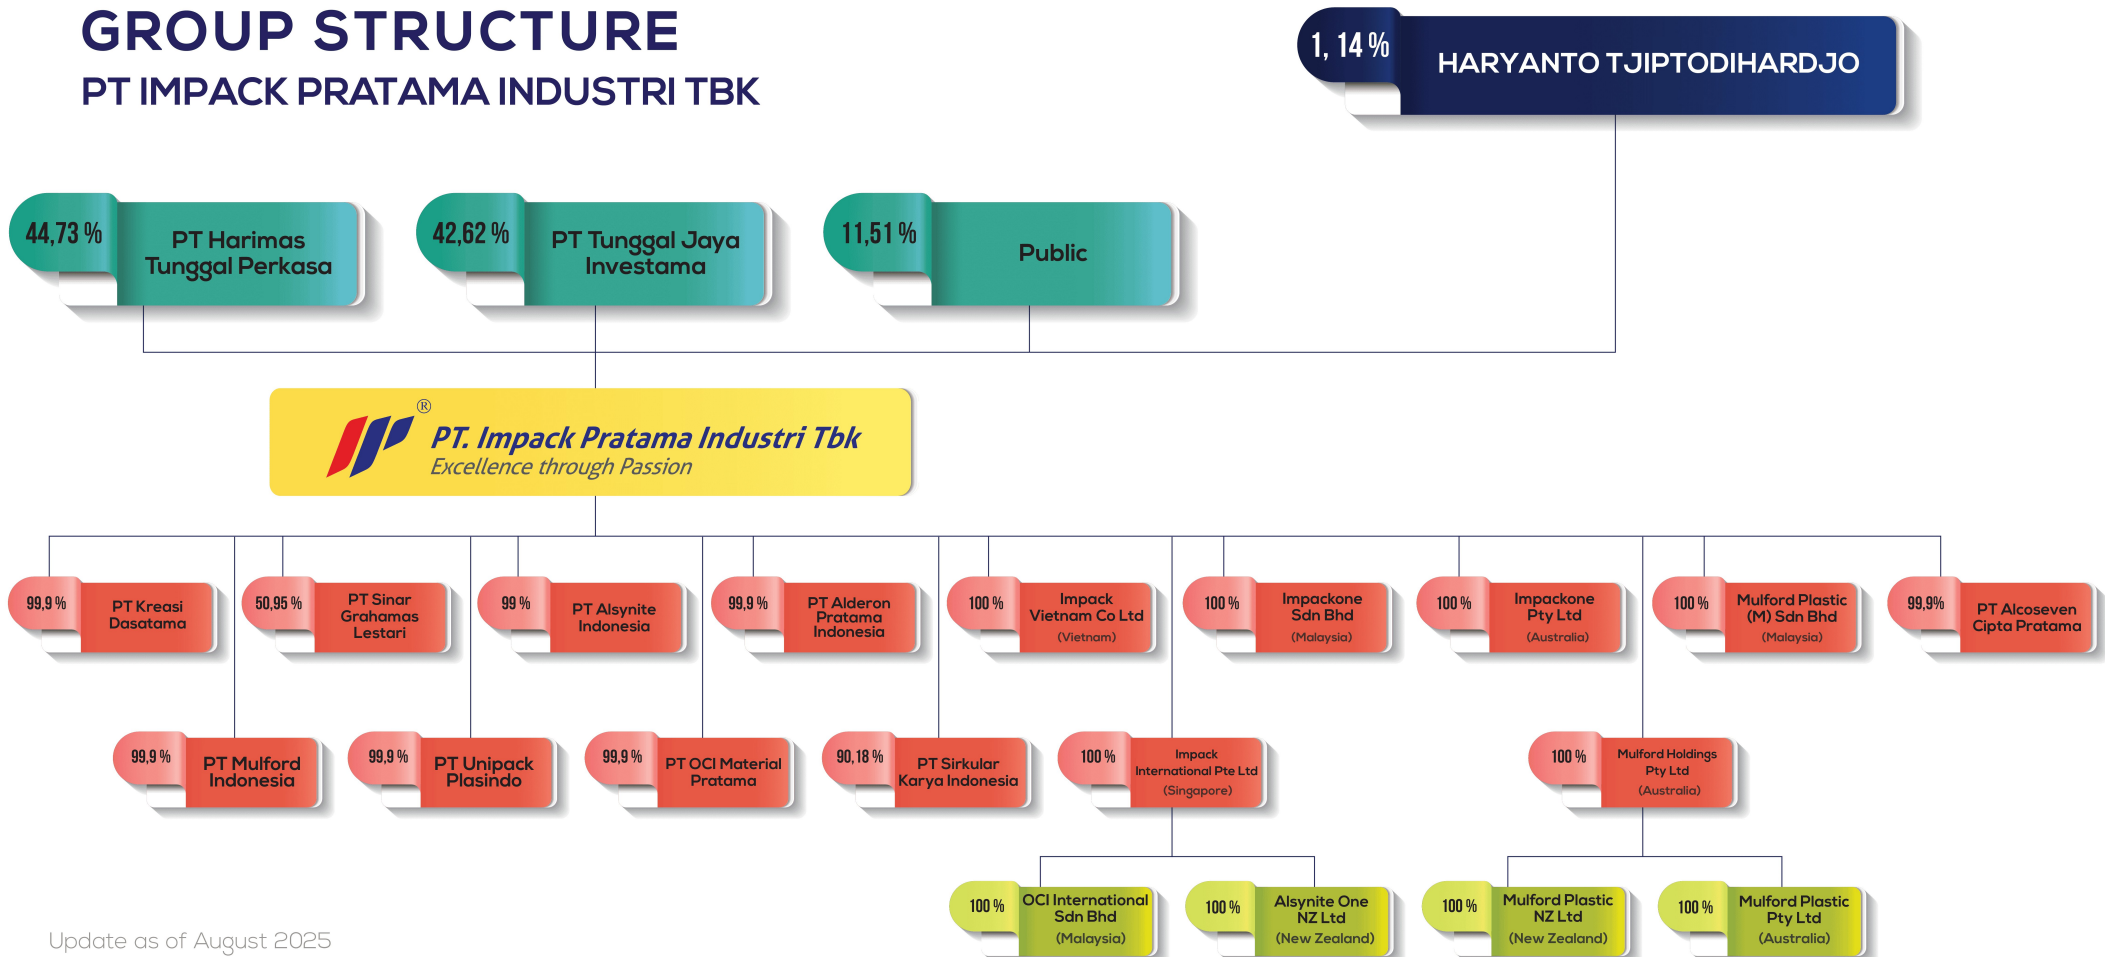 GROUP STRUCTURE
PT IMPACK PRATAMA INDUSTRI TBK
1, 14 %
HARYANTO TJIPTODIHARDJO
44,73 %
PT Harimas
Tunggal Perkasa
42,62 %
PT Tunggal Jaya
Investama
11,51 %
Public
®
PT. Impack Pratama Industri Tbk
Excellence through Passion
99,9 %
PT Kreasi
Dasatama
50,95 %
PT Sinar
Grahamas
Lestari
99 %
PT Alsynite
Indonesia
99,9 %
PT Alderon
Pratama
Indonesia
100 %
Impack
Vietnam Co Ltd
(Vietnam)
100 %
Impackone
Sdn Bhd
(Malaysia)
100 %
Impackone
Pty Ltd
(Australia)
100 %
Mulford Plastic
(M) Sdn Bhd
(Malaysia)
99,9%
PT Alcoseven
Cipta Pratama
99,9 %
PT Mulford
Indonesia
99,9 %
PT Unipack
Plasindo
99,9 %
PT OCI Material
Pratama
90,18 %
PT Sirkular
Karya Indonesia
100 %
Impack
International Pte Ltd
(Singapore)
100 %
Mulford Holdings
Pty Ltd
(Australia)
100 %
OCI International
Sdn Bhd
(Malaysia)
100 %
Alsynite One
NZ Ltd
(New Zealand)
100 %
Mulford Plastic
NZ Ltd
(New Zealand)
100 %
Mulford Plastic
Pty Ltd
(Australia)
Update as of August 2025